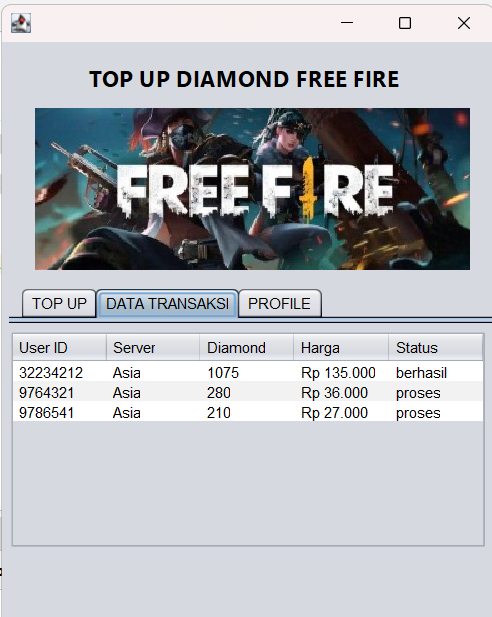 TOP UP DIAMOND FREE FIRE
FREE FIRE
TOP UP DATA TRANSAKSI PROFILE
User ID Server Diamond Harga Status
32234212 Asia 1075 Rp 135.000 berhasil
9764321 Asia 280 Rp 36.000 proses
9786541 Asia 210 Rp 27.000 proses